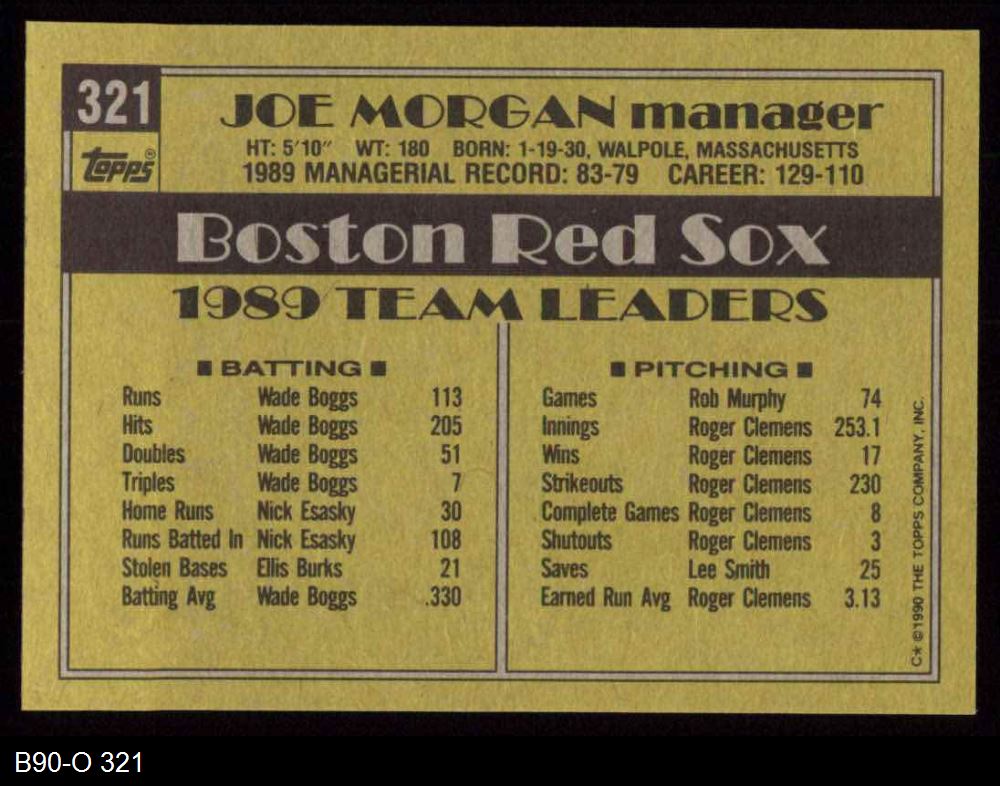 321
Topps®
JOE MORGAN manager
HT: 5'10" WT: 180 BORN: 1-19-30, WALPOLE, MASSACHUSETTS
1989 MANAGERIAL RECORD: 83-79 CAREER: 129-110
Boston Red Sox
1989 TEAM LEADERS
BATTING
Runs Wade Boggs 113
Hits Wade Boggs 205
Doubles Wade Boggs 51
Triples Wade Boggs 7
Home Runs Nick Esasky 30
Runs Batted In Nick Esasky 108
Stolen Bases Ellis Burks 21
Batting Avg Wade Boggs .330
PITCHING
Games Rob Murphy 74
Innings Roger Clemens 253.1
Wins Roger Clemens 17
Strikeouts Roger Clemens 230
Complete Games Roger Clemens 8
Shutouts Roger Clemens 3
Saves Lee Smith 25
Earned Run Avg Roger Clemens 3.13
C* © 1990 THE TOPPS COMPANY, INC.
B90-O 321